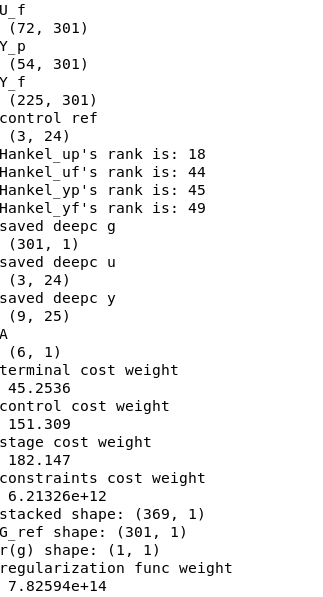 U_f
(72, 301)
Y_p
(54, 301)
Y_f
(225, 301)
control ref
(3, 24)
Hankel_up's rank is: 18
Hankel_uf's rank is: 44
Hankel_yp's rank is: 45
Hankel_yf's rank is: 49
saved deepc g
(301, 1)
saved deepc u
(3, 24)
saved deepc y
(9, 25)
A
(6, 1)
terminal cost weight
45.2536
control cost weight
151.309
stage cost weight
182.147
constraints cost weight
6.21326e+12
stacked shape: (369, 1)
G_ref shape: (301, 1)
r(g) shape: (1, 1)
regularization func weight
7.82594e+14